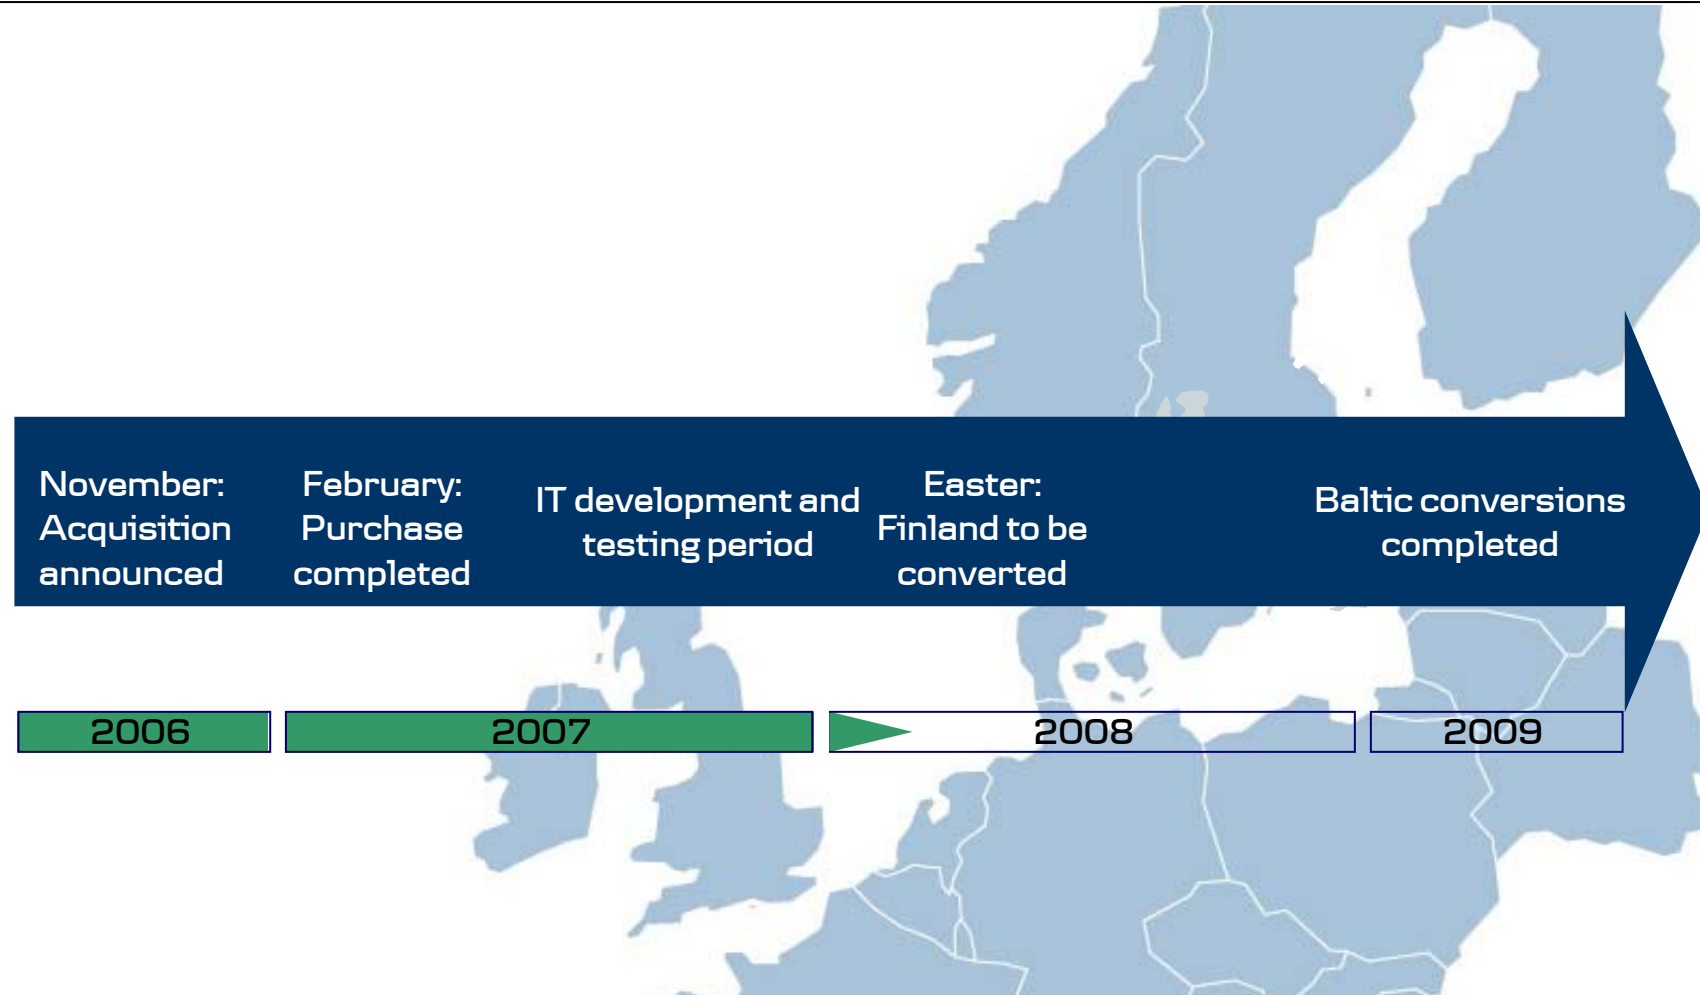 November:
Acquisition
announced
February:
Purchase
completed
IT development and
testing period
Easter:
Finland to be
converted
Baltic conversions
completed
2006
2007
2008
2009